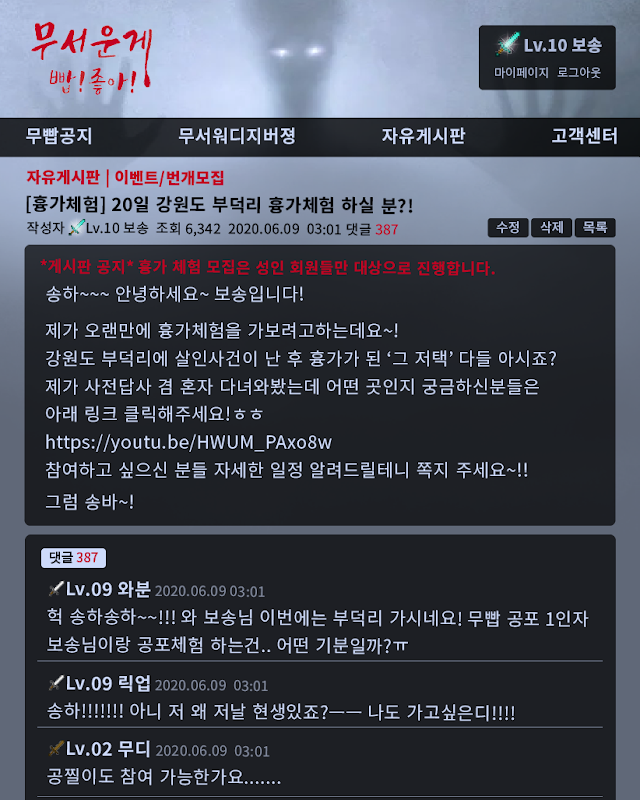 무서운게
빱!좋아!
Lv.10 보송
마이페이지 로그아웃
무빱공지 무서워디지버졍 자유게시판 고객센터
자유게시판 | 이벤트/번개모집
[흉가체험] 20일 강원도 부덕리 흉가체험 하실 분?!
작성자 Lv.10 보송 조회 6,342 2020.06.09 03:01 댓글 387
수정 삭제 목록
*게시판 공지* 흉가 체험 모집은 성인 회원들만 대상으로 진행합니다.
송하~~~ 안녕하세요~ 보송입니다!
제가 오랜만에 흉가체험을 가보려고하는데요~!
강원도 부덕리에 살인사건이 난 후 흉가가 된 ‘그 저택’ 다들 아시죠?
제가 사전답사 겸 혼자 다녀와봤는데 어떤 곳인지 궁금하신분들은
아래 링크 클릭해주세요!ㅎㅎ
https://youtu.be/HWUM_PAxo8w
참여하고 싶으신 분들 자세한 일정 알려드릴테니 쪽지 주세요~!!
그럼 송바~!
댓글 387
Lv.09 와분 2020.06.09 03:01
헉 송하송하~~!!! 와 보송님 이번에는 부덕리 가시네요! 무빱 공포 1인자
보송님이랑 공포체험 하는건.. 어떤 기분일까?ㅠ
Lv.09 릭업 2020.06.09 03:01
송하!!!!!!! 아니 저 왜 저날 현생있죠?ㅡㅡ 나도 가고싶은디!!!!
Lv.02 무디 2020.06.09 03:01
공찔이도 참여 가능한가요.......